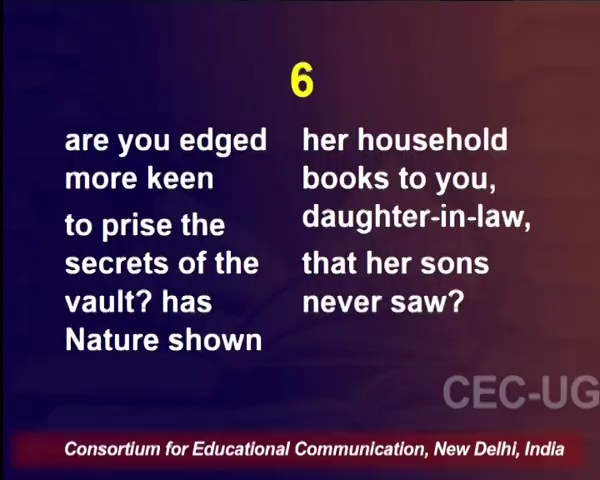 6
are you edged
more keen
to prise the
secrets of the
vault? has
Nature shown
her household
books to you,
daughter-in-law,
that her sons
never saw?
CEC-UG
Consortium for Educational Communication, New Delhi, India